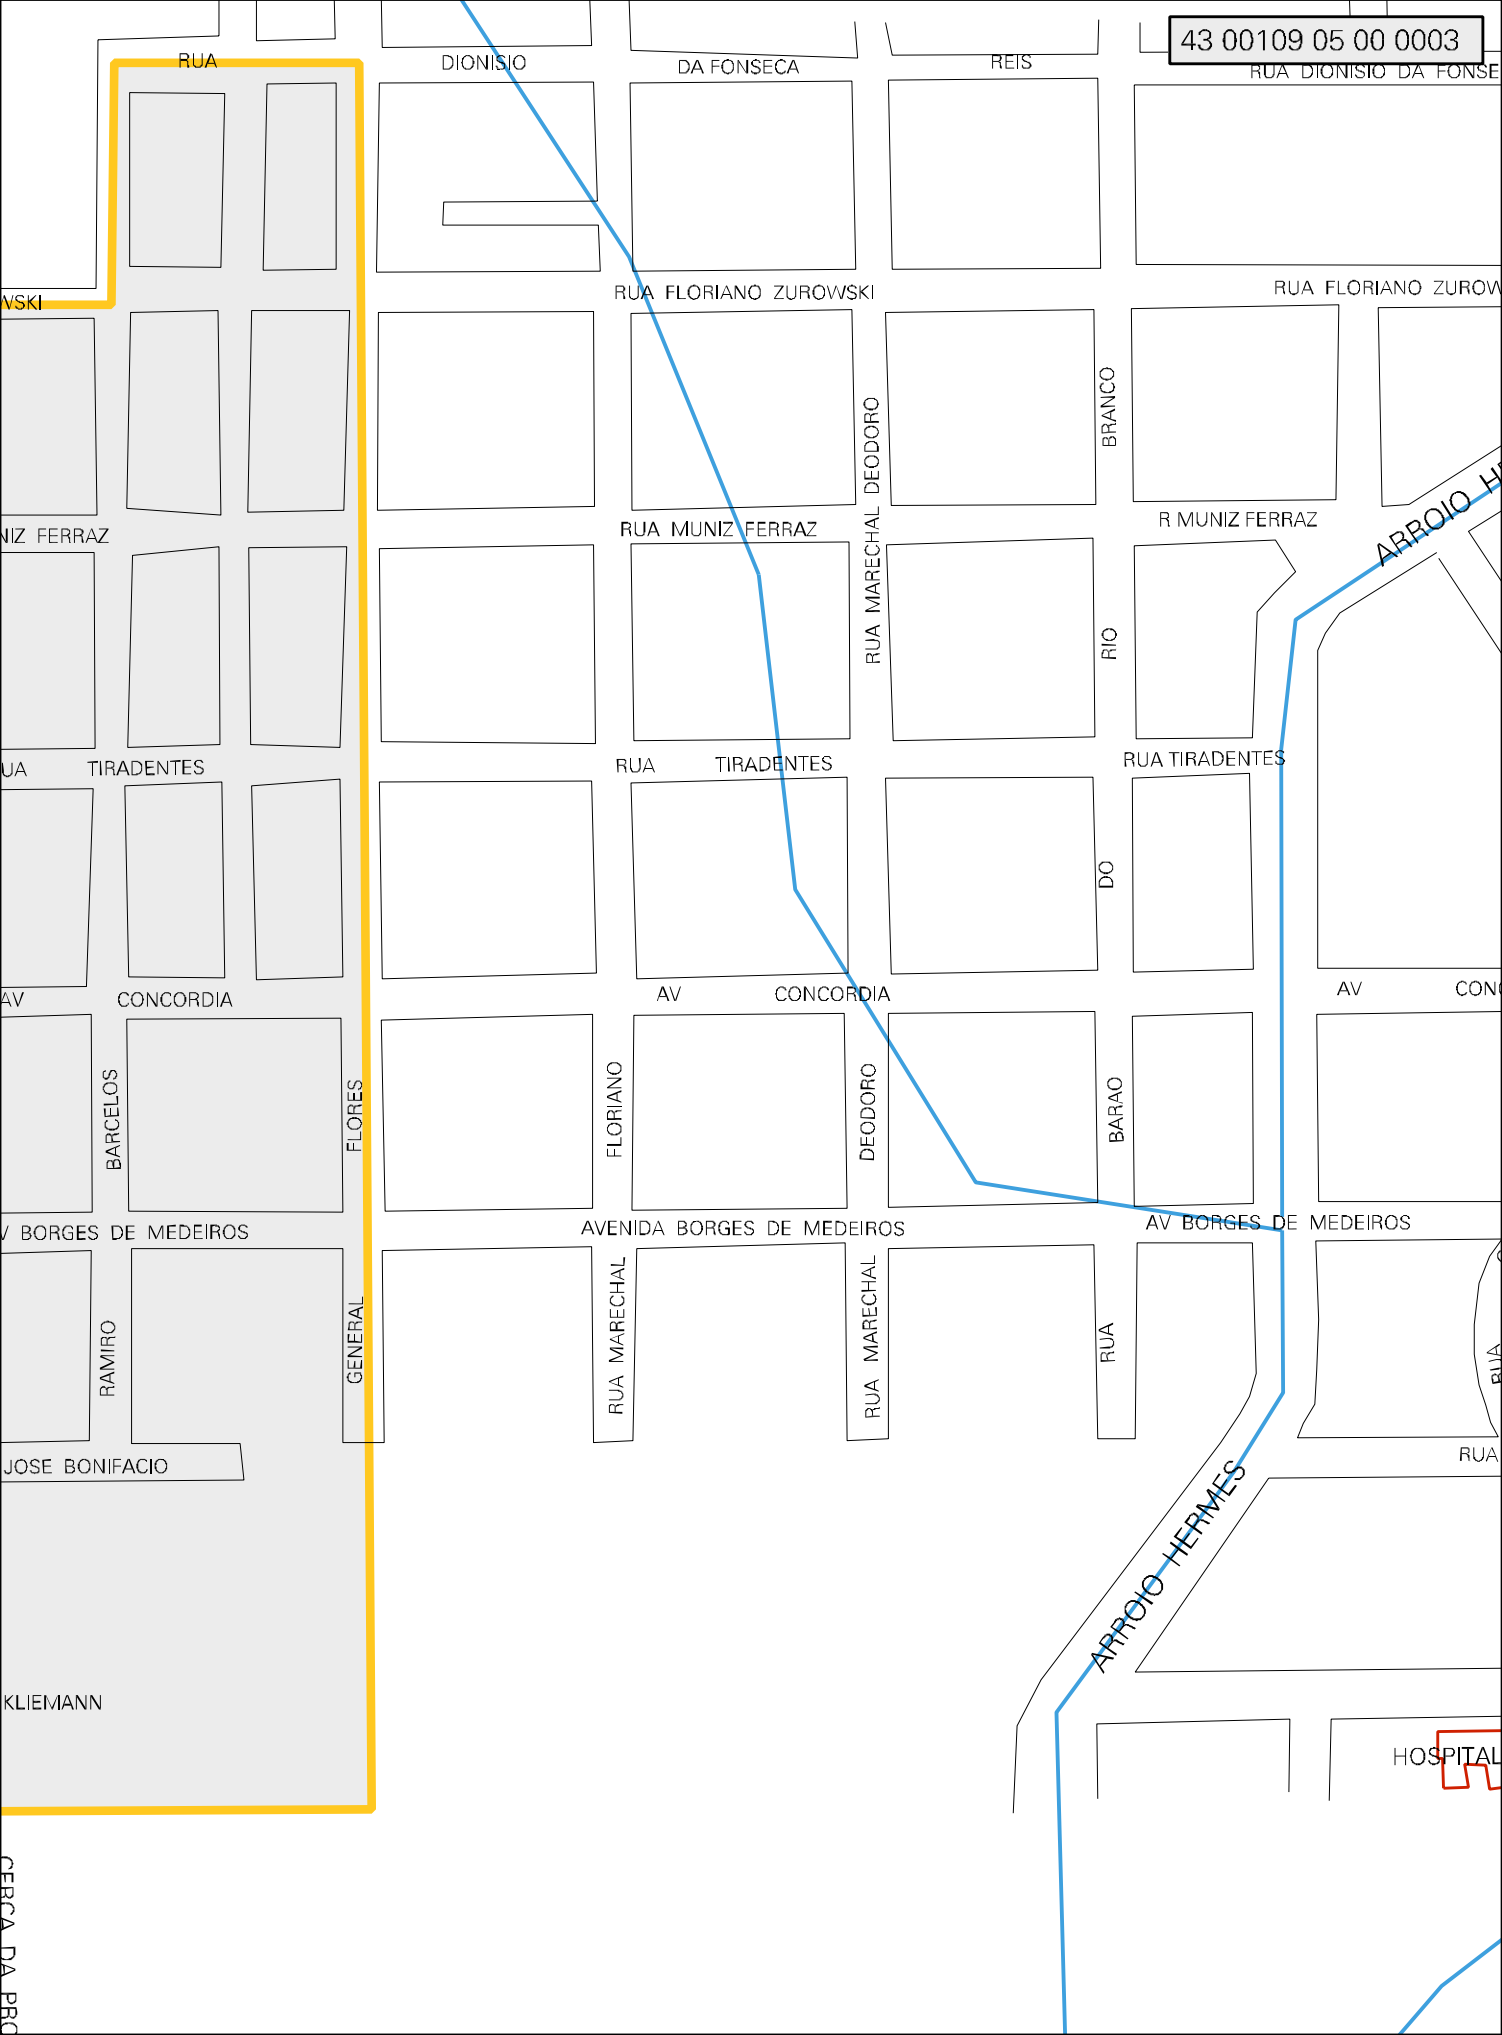 43 00109 05 00 0003
RUA DIONISIO DA FONSECA REIS
RUA DIONISIO DA FONSE
WSKI
RUA FLORIANO ZUROWSKI
RUA FLORIANO ZUROW
BRANCO
RUA MARECHAL DEODORO
ARROIO H
NIZ FERRAZ
RUA MUNIZ FERRAZ
R MUNIZ FERRAZ
RIO
UA TIRADENTES
RUA TIRADENTES
RUA TIRADENTES
DO
AV CONCORDIA
AV CONCORDIA
AV CONC
BARCELOS
FLORES
FLORIANO
DEODORO
BARAO
V BORGES DE MEDEIROS
AVENIDA BORGES DE MEDEIROS
AV BORGES DE MEDEIROS
RAMIRO
GENERAL
RUA MARECHAL
RUA MARECHAL
RUA
RUA
JOSE BONIFACIO
RUA
ARROIO HERMES
KLIEMANN
HOSPITAL
CERCA DA PRO